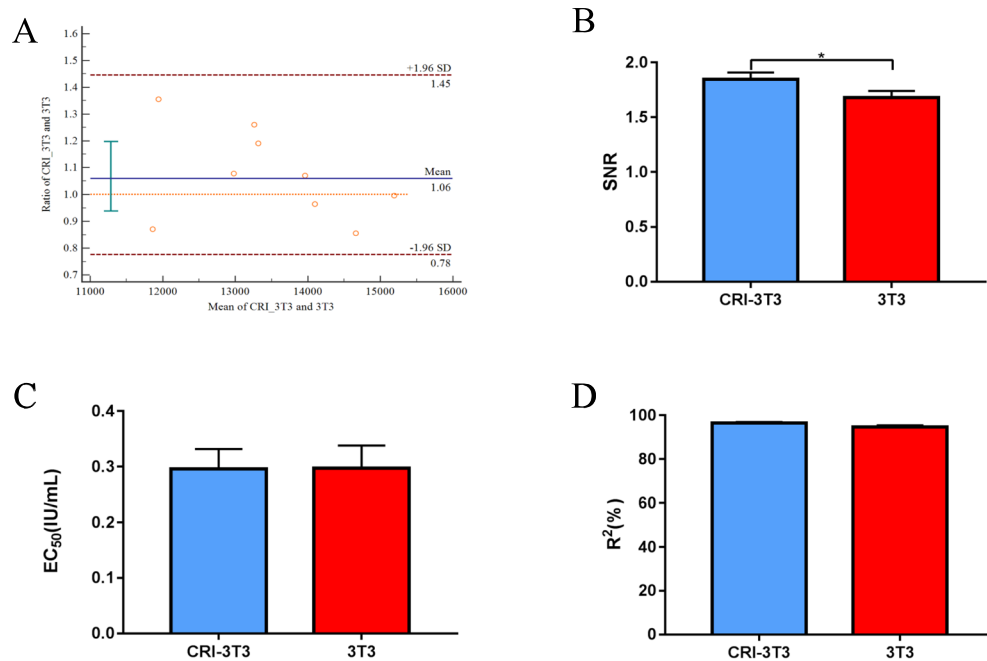 A
Ratio of CRI_3T3 and 3T3
1.6
1.5
1.4
1.3
1.2
1.1
1.0
0.9
0.8
0.7
+1.96 SD
1.45
Mean
1.06
-1.96 SD
0.78
11000 12000 13000 14000 15000 16000
Mean of CRI_3T3 and 3T3
B
SNR
2.0
1.5
1.0
0.5
0.0
*
CRI-3T3 3T3
C
EC50(IU/mL)
0.4
0.3
0.2
0.1
0.0
CRI-3T3 3T3
D
R2(%)
100
80
60
40
20
0
CRI-3T3 3T3